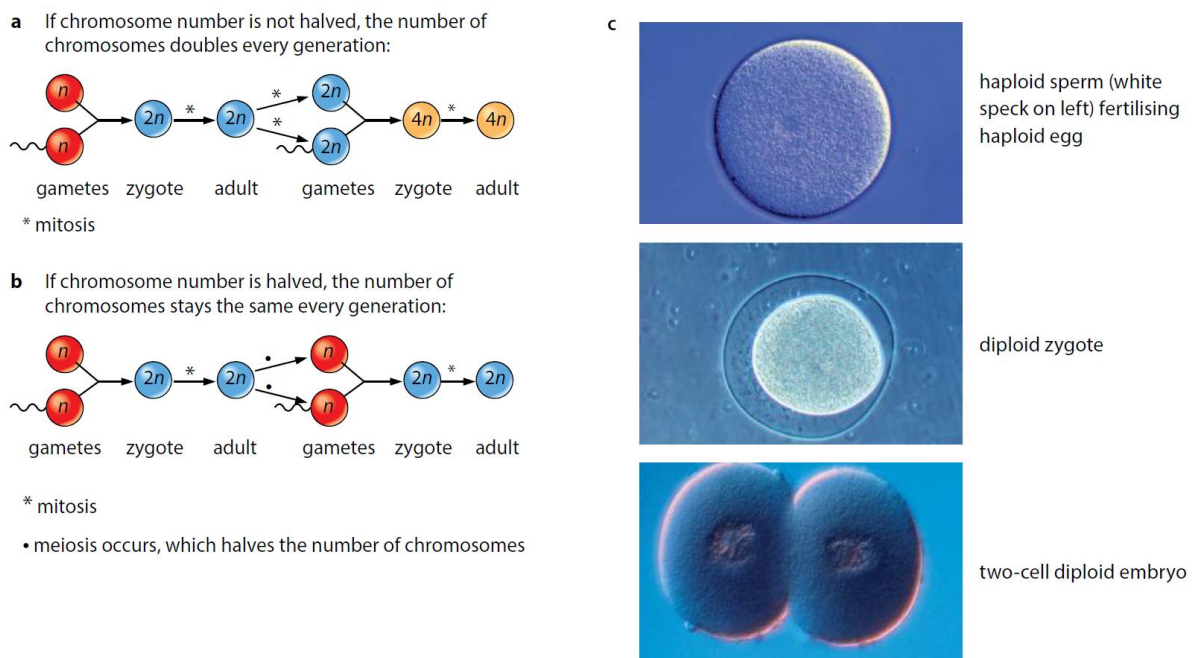 a If chromosome number is not halved, the number of
chromosomes doubles every generation:
n 2n 2n 2n 4n 4n
n 2n
* * * *
gametes zygote adult gametes zygote adult
* mitosis
b If chromosome number is halved, the number of
chromosomes stays the same every generation:
n 2n 2n n 2n 2n
n n
* • • *
gametes zygote adult gametes zygote adult
* mitosis
• meiosis occurs, which halves the number of chromosomes
c
haploid sperm (white
speck on left) fertilising
haploid egg
diploid zygote
two-cell diploid embryo